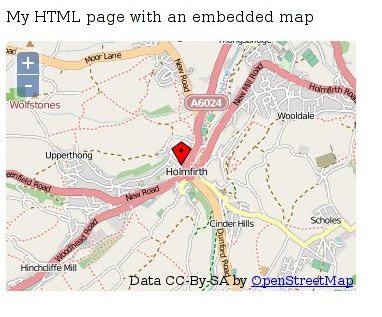 My HTML page with an embedded map
+
Moor Lane
New Road
New Mill Road
Holmfirth Road
A6024
Wolfstones
Wooldale
Upperthong
Holmfirth
New Road
Woodhead Road
Cinder Hills
Scholes
Dunford Road
Hinchcliffe Mill
Data CC-By-SA by OpenStreetMap